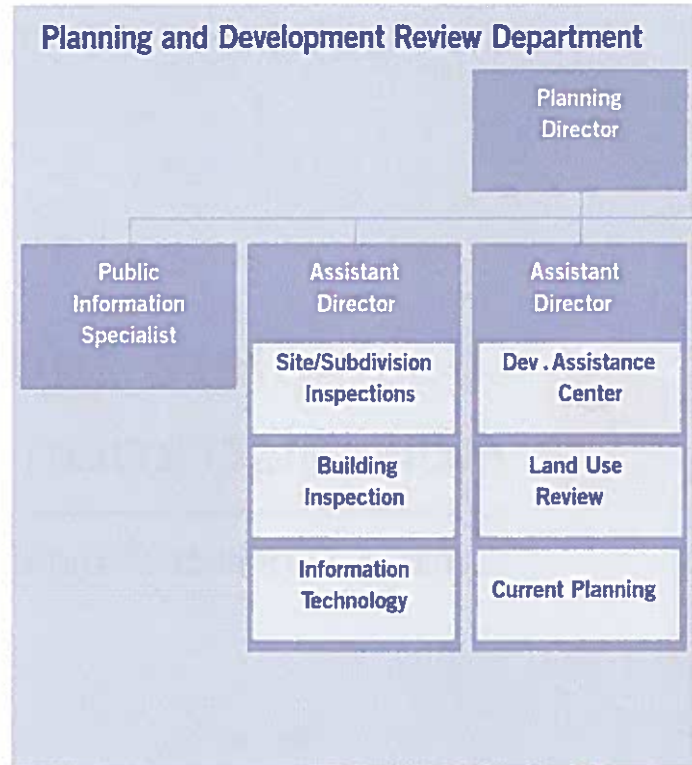 Planning and Development Review Department
Planning
Director
Public
Information
Specialist
Assistant
Director
Site/Subdivision
Inspections
Building
Inspection
Information
Technology
Assistant
Director
Dev . Assistance
Center
Land Use
Review
Current Planning